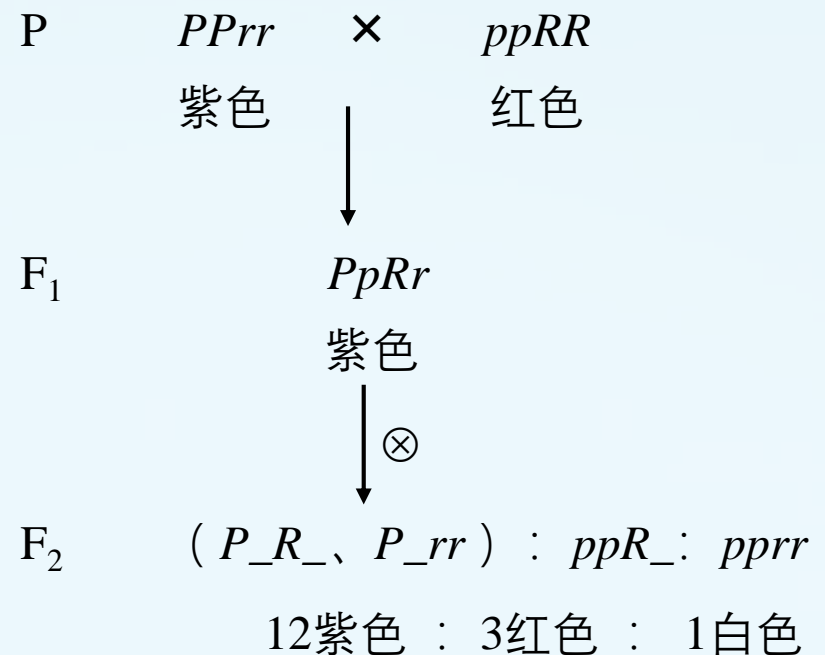 P PPrr × ppRR
紫色 红色
F₁ PpRr
紫色
⊗
F₂ （P_R_、P_rr）：ppR_：pprr
12紫色 ：3红色 ： 1白色